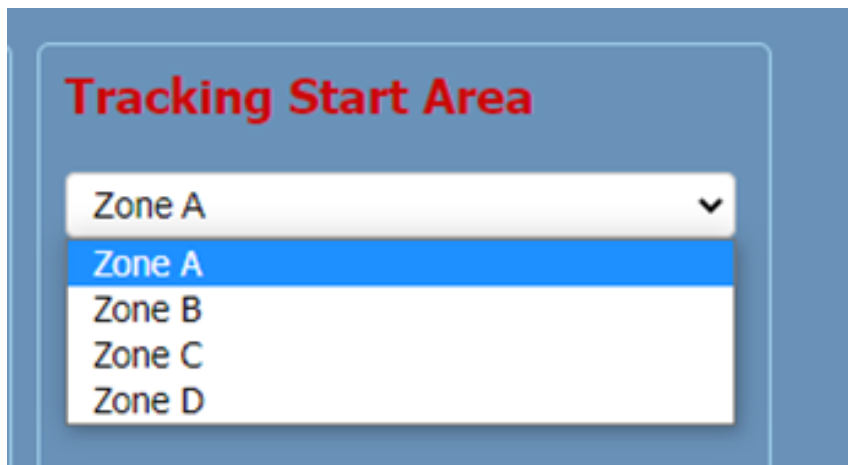 Tracking Start Area
Zone A
Zone A
Zone B
Zone C
Zone D